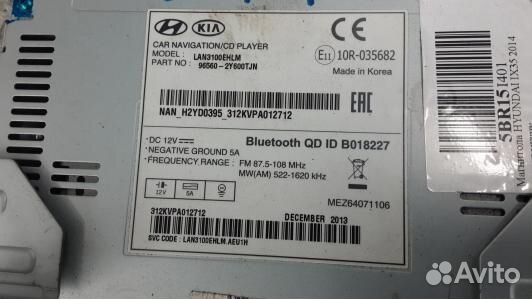 KIA
CE
CAR NAVIGATION/CD PLAYER
MODEL : LAN3100EHLM
PART NO : 96560-2Y600TJN
E11 10R-035682
Made in Korea
NAN_H2YD0395_312KVPA012712
EAC
DC 12V
NEGATIVE GROUND 5A
FREQUENCY RANGE : FM 87.5-108 MHz
MW(AM) 522-1620 kHz
Bluetooth QD ID B018227
12V 5A
MEZ64071106
312KVPA012712
DECEMBER 2013
SVC CODE : LAN3100EHLM.AEU1H
5BR151401
Магнитола HYUNDAI IX35 2014
Avito